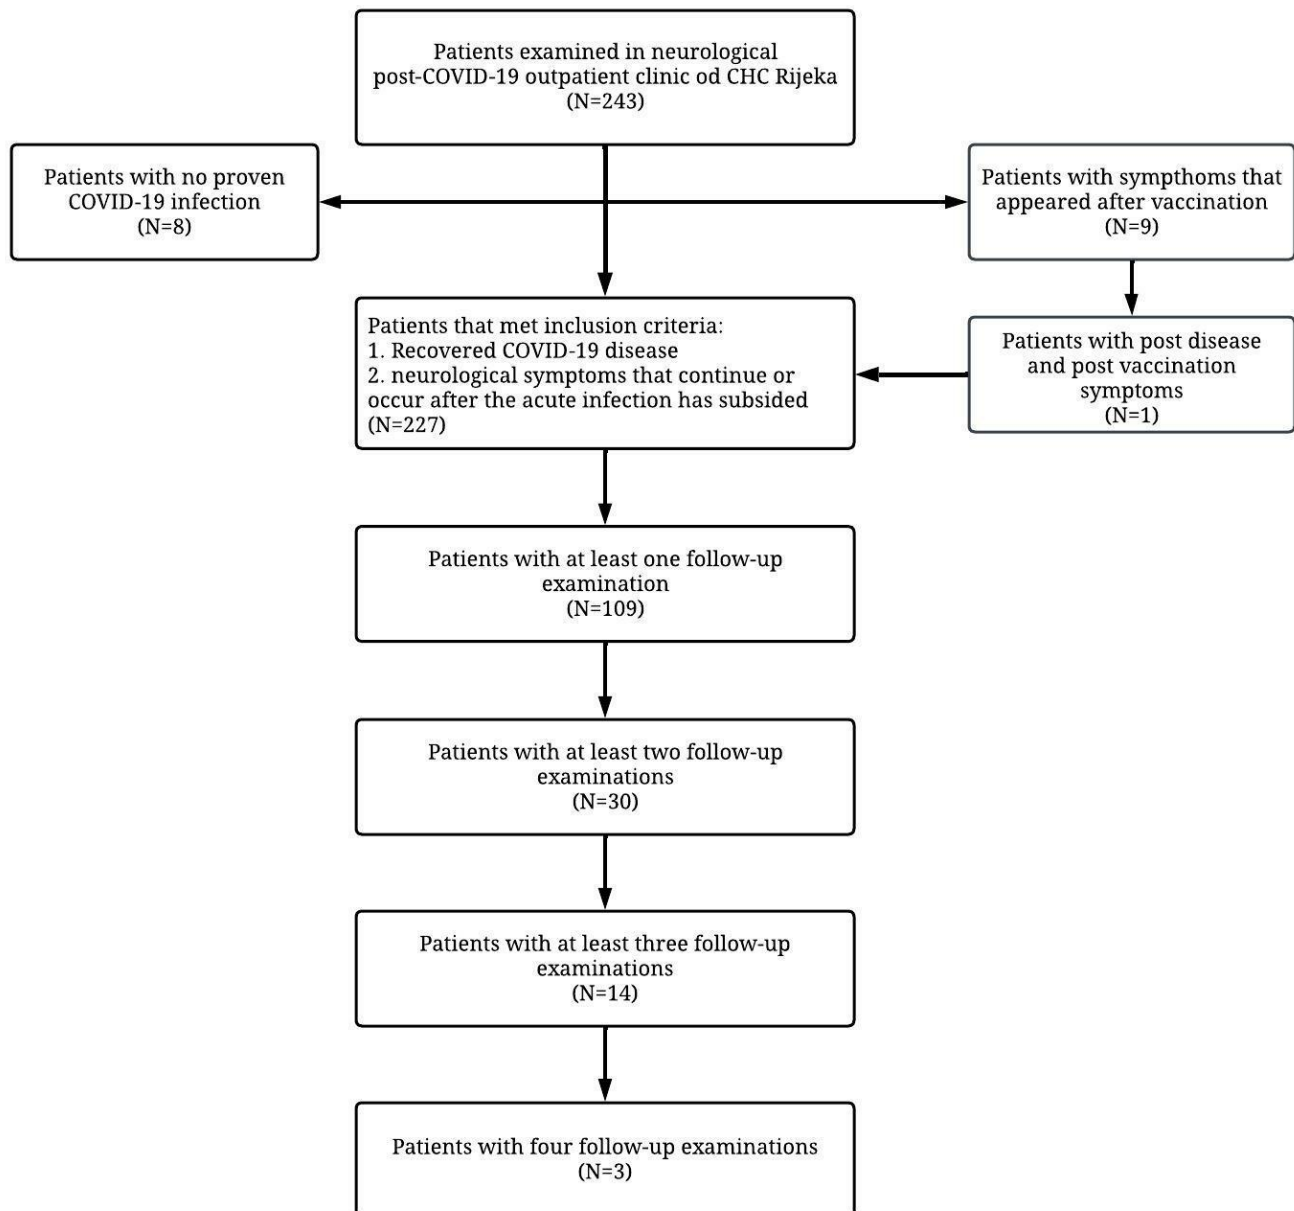 Patients examined in neurological
post-COVID-19 outpatient clinic od CHC Rijeka
(N=243)
Patients with no proven
COVID-19 infection
(N=8)
Patients with sympthoms that
appeared after vaccination
(N=9)
Patients that met inclusion criteria:
1. Recovered COVID-19 disease
2. neurological symptoms that continue or
occur after the acute infection has subsided
(N=227)
Patients with post disease
and post vaccination
symptoms
(N=1)
Patients with at least one follow-up
examination
(N=109)
Patients with at least two follow-up
examinations
(N=30)
Patients with at least three follow-up
examinations
(N=14)
Patients with four follow-up examinations
(N=3)